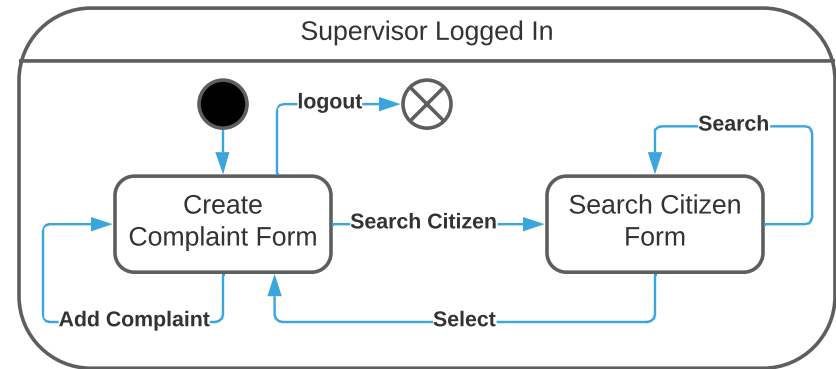 Supervisor Logged In
logout
Search
Create
Complaint Form
Search Citizen
Search Citizen
Form
Add Complaint
Select